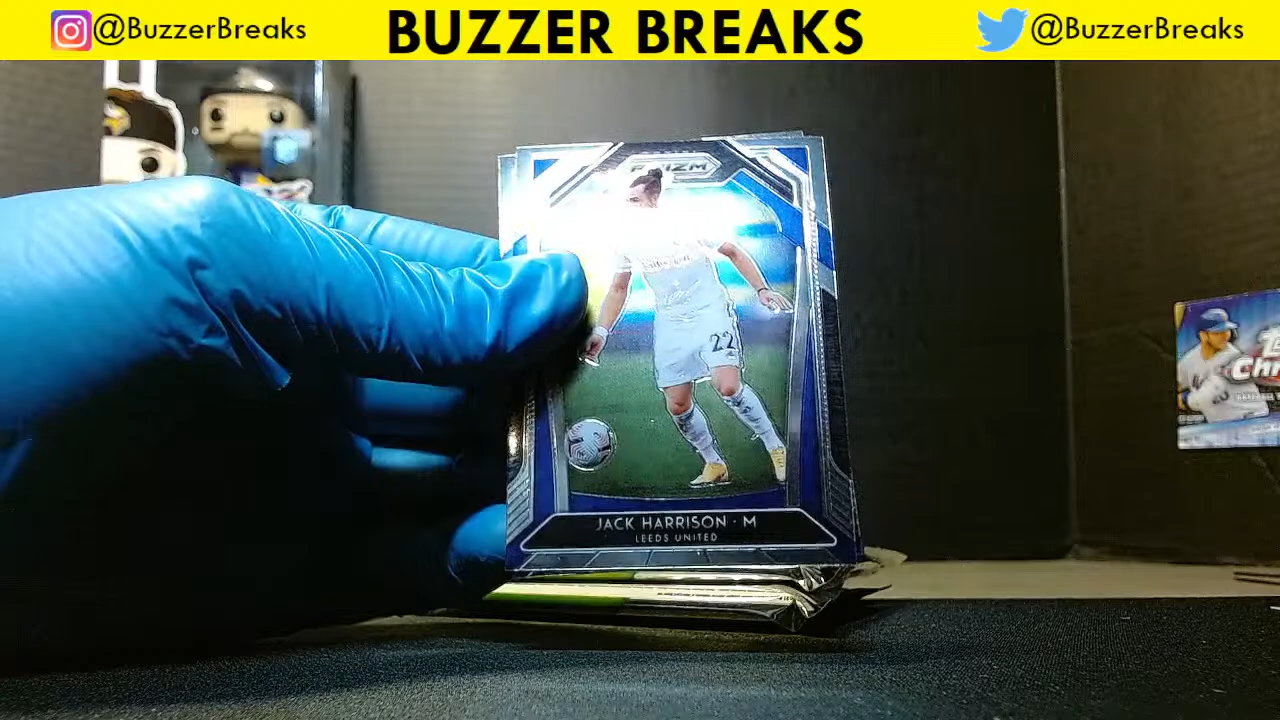 @BuzzerBreaks
BUZZER BREAKS
@BuzzerBreaks
PRIZM
22
JACK HARRISON · M
LEEDS UNITED